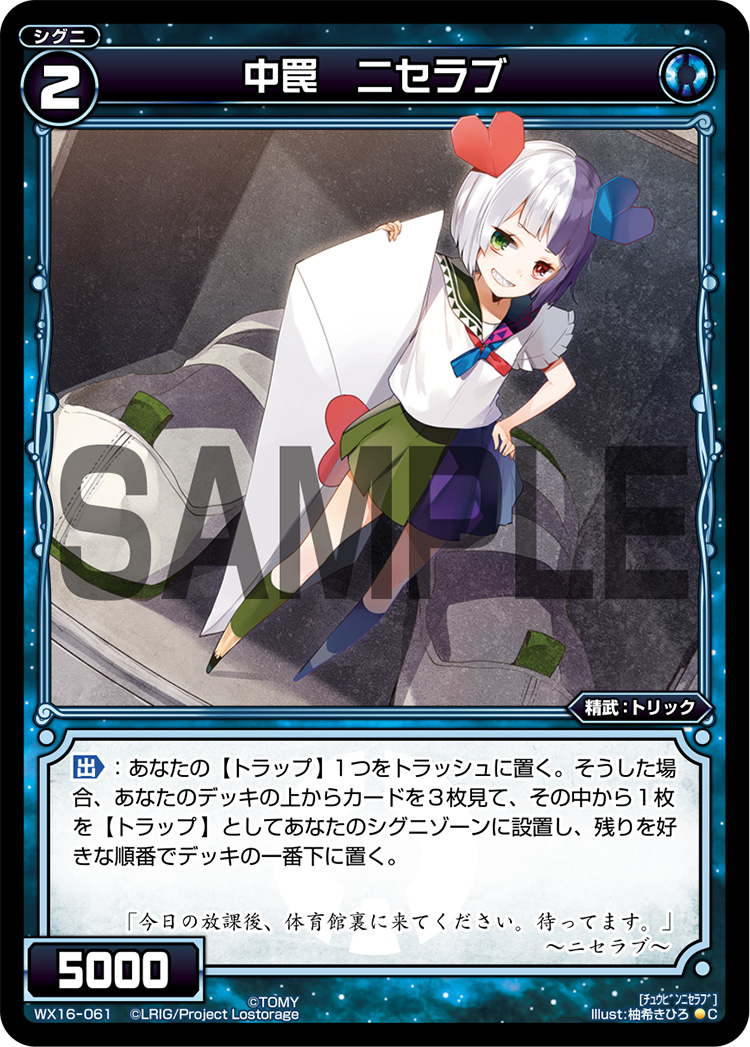 シグニ
2
中罠　ニセラブ
SAMPLE
精武：トリック
出：あなたの【トラップ】１つをトラッシュに置く。そうした場
合、あなたのデッキの上からカードを３枚見て、その中から１枚
を【トラップ】としてあなたのシグニゾーンに設置し、残りを好
きな順番でデッキの一番下に置く。
「今日の放課後、体育館裏に来てください。待ってます。」
～ニセラブ～
5000
©TOMY
[ﾁｭｳﾋﾞﾝﾆｾﾗﾌﾞ]
WX16-061 ©LRIG/Project Lostorage
Illust:柚希きひろ C